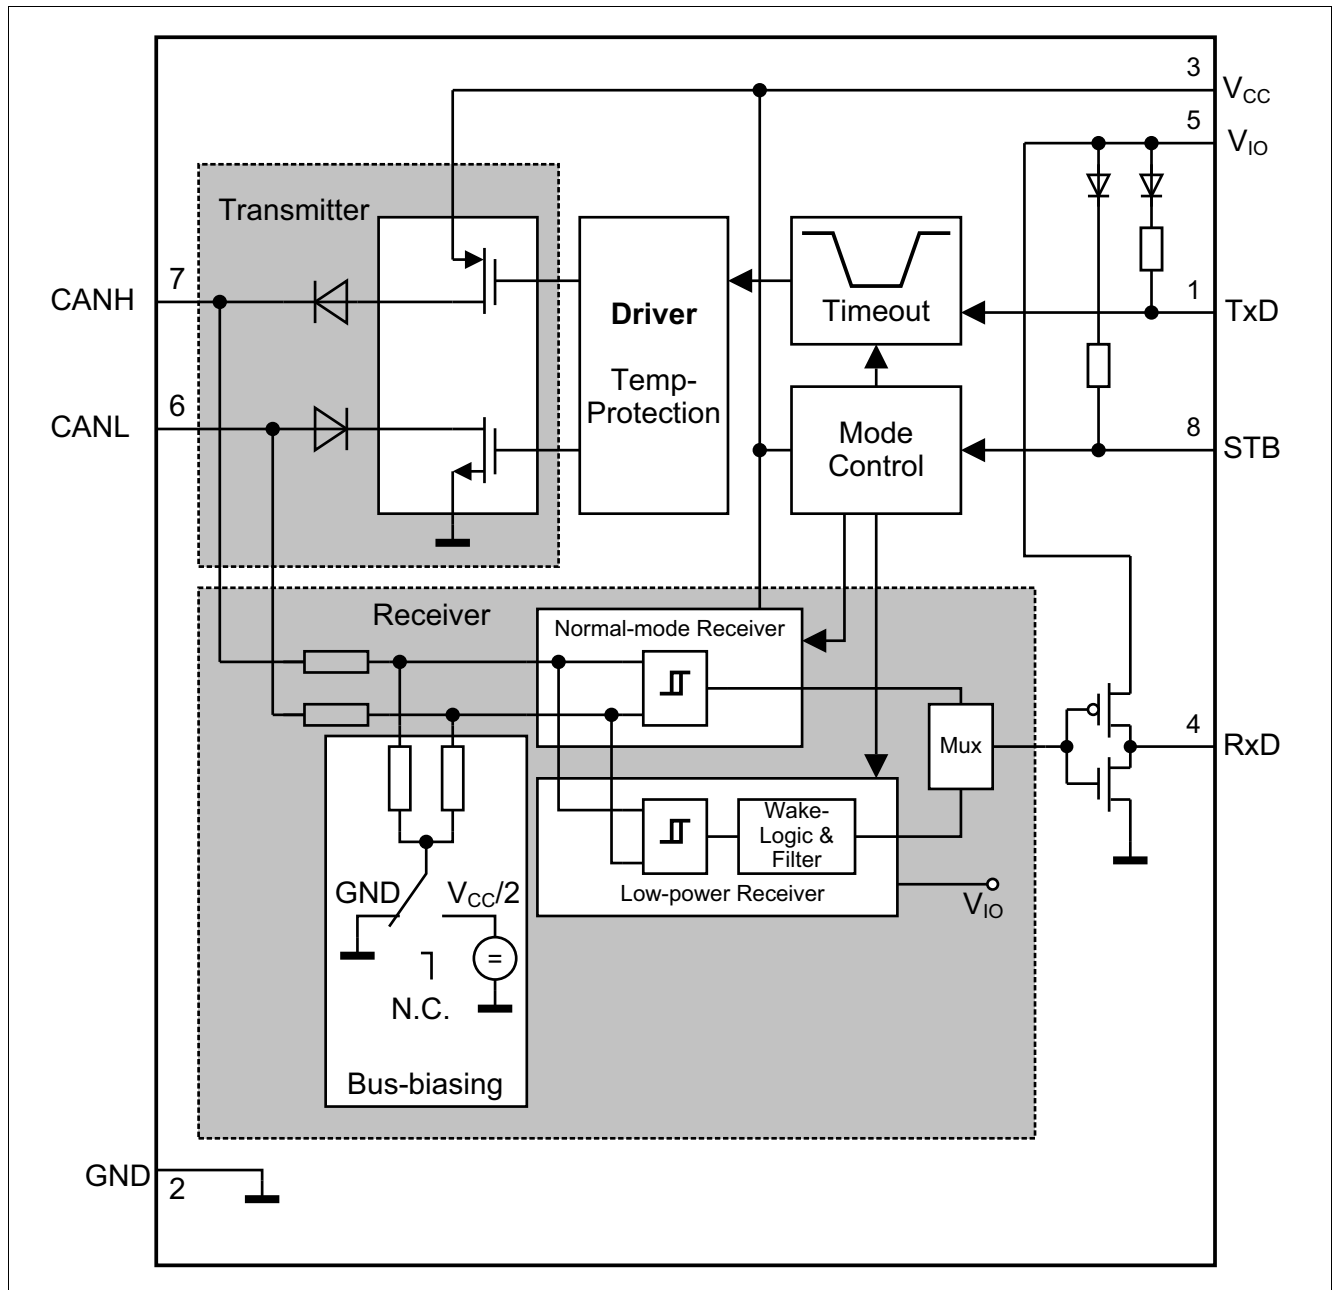 3
VCC
5
VIO
Transmitter
7
CANH
Driver
Temp-
Protection
Timeout
1
TxD
6
CANL
Mode
Control
8
STB
Receiver
Normal-mode Receiver
Mux
4
RxD
Wake-
Logic &
Filter
Low-power Receiver
VIO
GND
VCC/2
=
N.C.
Bus-biasing
GND
2